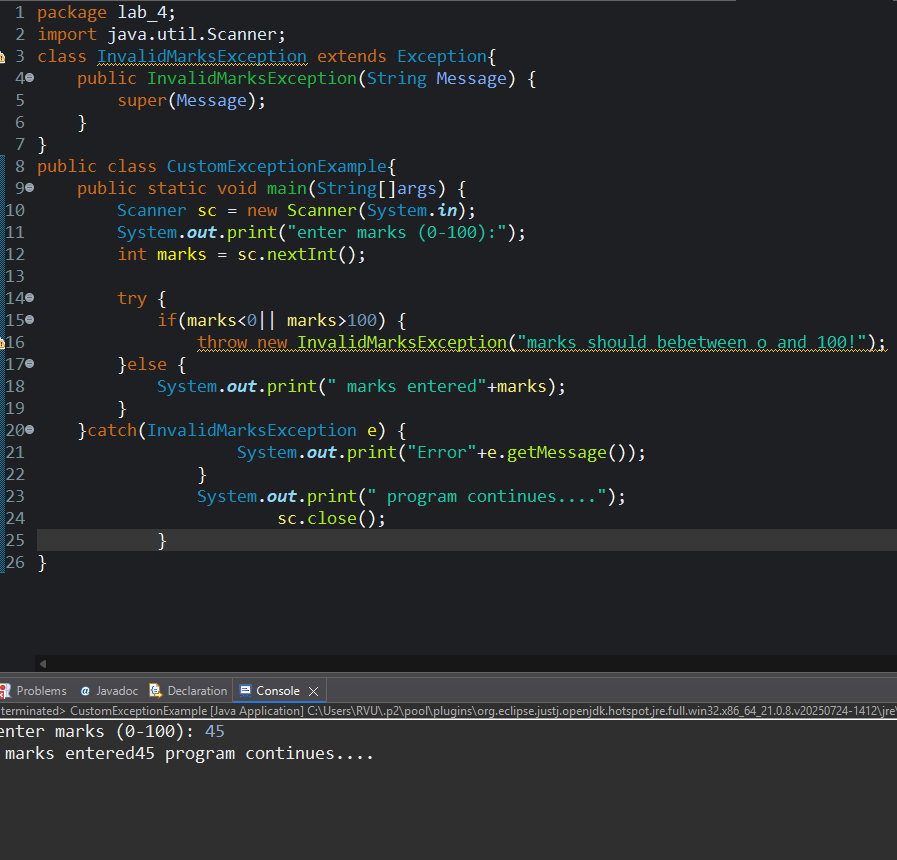 1 package lab_4;
2 import java.util.Scanner;
3 class InvalidMarksException extends Exception{
4 public InvalidMarksException(String Message) {
5 super(Message);
6 }
7 }
8 public class CustomExceptionExample{
9 public static void main(String[]args) {
10 Scanner sc = new Scanner(System.in);
11 System.out.print("enter marks (0-100):");
12 int marks = sc.nextInt();
13
14 try {
15 if(marks<0|| marks>100) {
16 throw new InvalidMarksException("marks should bebetween o and 100!");
17 }else {
18 System.out.print(" marks entered"+marks);
19 }
20 }catch(InvalidMarksException e) {
21 System.out.print("Error"+e.getMessage());
22 }
23 System.out.print(" program continues....");
24 sc.close();
25 }
26 }
Problems Javadoc Declaration Console
terminated> CustomExceptionExample [Java Application] C:\Users\RVU\.p2\pool\plugins\org.eclipse.justj.openjdk.hotspot.jre.full.win32.x86_64_21.0.8.v20250724-1412\jre\
enter marks (0-100): 45
marks entered45 program continues....